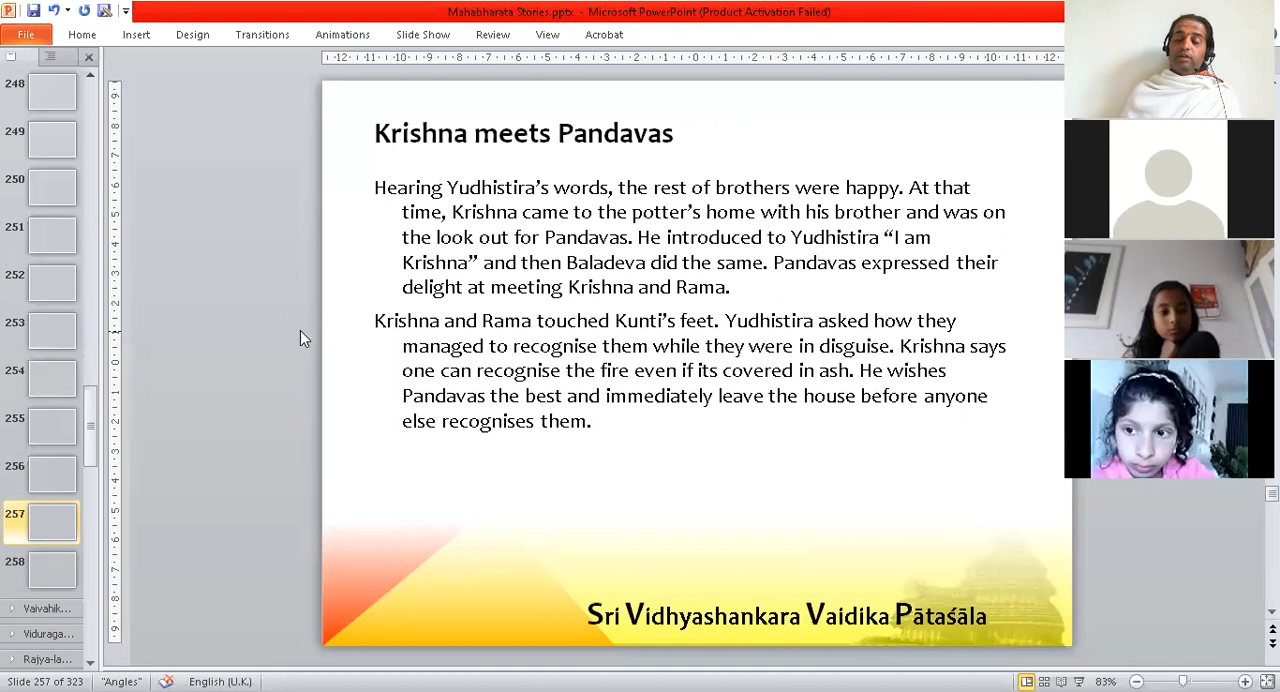 Mahabharata Stories.pptx - Microsoft PowerPoint (Product Activation Failed)
File Home Insert Design Transitions Animations Slide Show Review View Acrobat
248
249
250
251
252
253
254
255
256
257
258
Vaivahik...
Viduraga...
Rajya-la...
Krishna meets Pandavas
Hearing Yudhistira’s words, the rest of brothers were happy. At that
time, Krishna came to the potter’s home with his brother and was on
the look out for Pandavas. He introduced to Yudhistira “I am
Krishna” and then Baladeva did the same. Pandavas expressed their
delight at meeting Krishna and Rama.
Krishna and Rama touched Kunti’s feet. Yudhistira asked how they
managed to recognise them while they were in disguise. Krishna says
one can recognise the fire even if its covered in ash. He wishes
Pandavas the best and immediately leave the house before anyone
else recognises them.
Sri Vidhyashankara Vaidika Pātaśāla
Slide 257 of 323 "Angles" English (U.K.) 83%